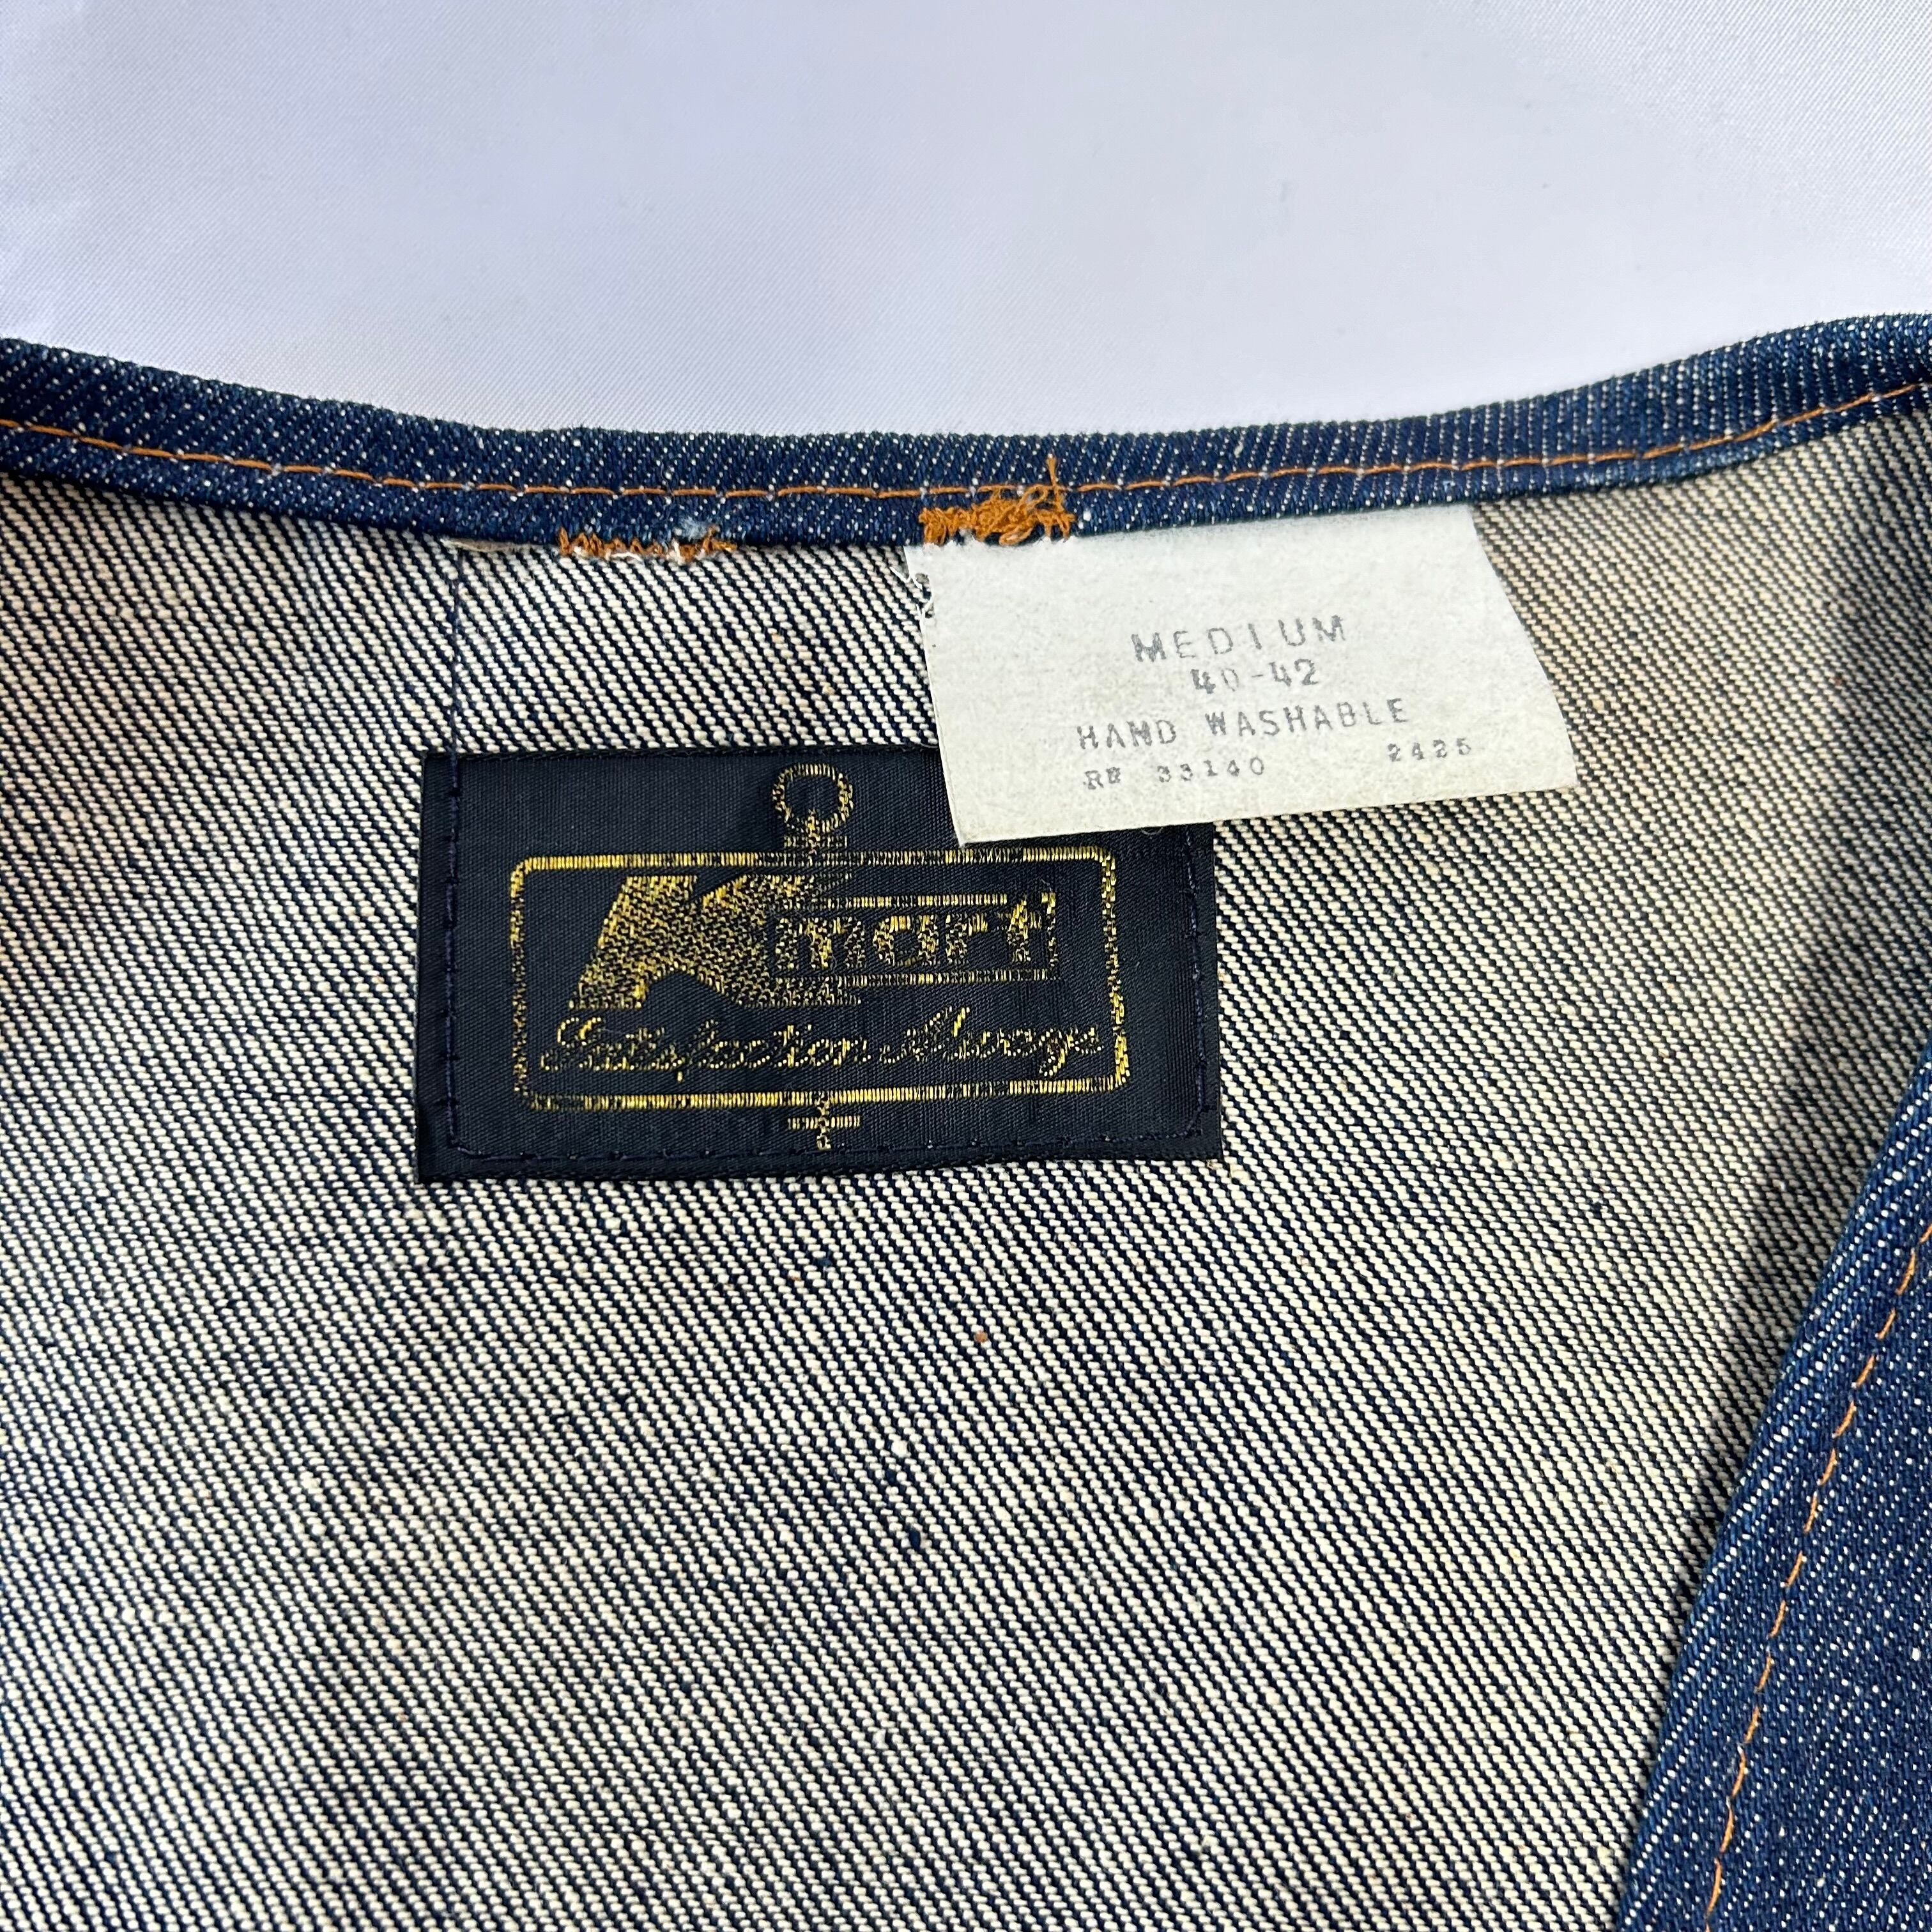 MEDIUM
40-42
HAND WASHABLE
RN 33140 2425
Kmart
Satisfaction Always